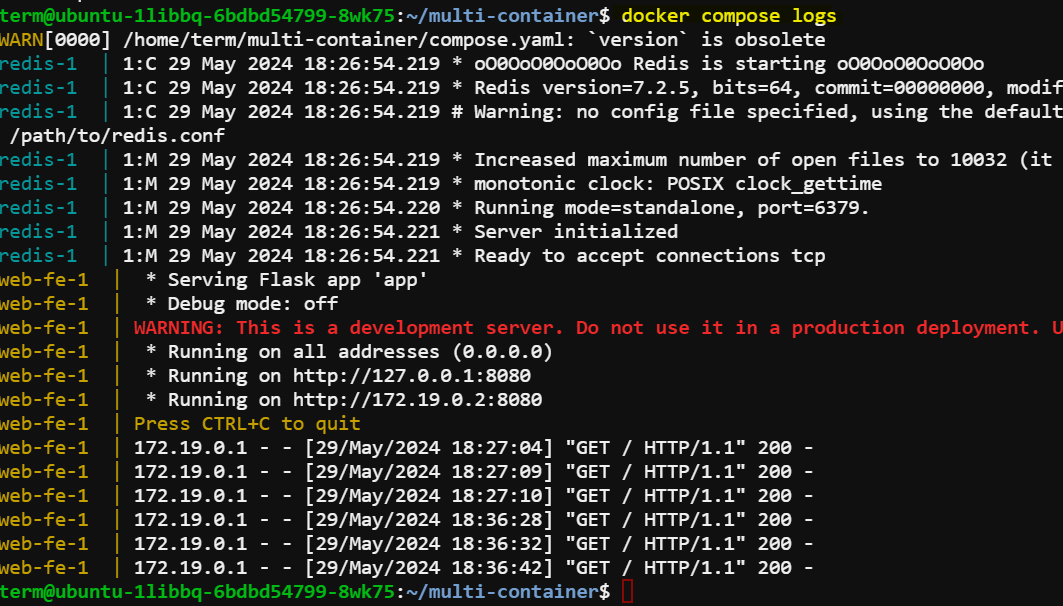 term@ubuntu-1libbq-6bdbd54799-8wk75:~/multi-container$ docker compose logs
WARN[0000] /home/term/multi-container/compose.yaml: `version` is obsolete
redis-1  | 1:C 29 May 2024 18:26:54.219 * oO0OoO0OoO0Oo Redis is starting oO0OoO0OoO0Oo
redis-1  | 1:C 29 May 2024 18:26:54.219 * Redis version=7.2.5, bits=64, commit=00000000, modif
redis-1  | 1:C 29 May 2024 18:26:54.219 # Warning: no config file specified, using the default
/path/to/redis.conf
redis-1  | 1:M 29 May 2024 18:26:54.219 * Increased maximum number of open files to 10032 (it
redis-1  | 1:M 29 May 2024 18:26:54.219 * monotonic clock: POSIX clock_gettime
redis-1  | 1:M 29 May 2024 18:26:54.220 * Running mode=standalone, port=6379.
redis-1  | 1:M 29 May 2024 18:26:54.221 * Server initialized
redis-1  | 1:M 29 May 2024 18:26:54.221 * Ready to accept connections tcp
web-fe-1  |  * Serving Flask app 'app'
web-fe-1  |  * Debug mode: off
web-fe-1  | WARNING: This is a development server. Do not use it in a production deployment. U
web-fe-1  |  * Running on all addresses (0.0.0.0)
web-fe-1  |  * Running on http://127.0.0.1:8080
web-fe-1  |  * Running on http://172.19.0.2:8080
web-fe-1  | Press CTRL+C to quit
web-fe-1  | 172.19.0.1 - - [29/May/2024 18:27:04] "GET / HTTP/1.1" 200 -
web-fe-1  | 172.19.0.1 - - [29/May/2024 18:27:09] "GET / HTTP/1.1" 200 -
web-fe-1  | 172.19.0.1 - - [29/May/2024 18:27:10] "GET / HTTP/1.1" 200 -
web-fe-1  | 172.19.0.1 - - [29/May/2024 18:36:28] "GET / HTTP/1.1" 200 -
web-fe-1  | 172.19.0.1 - - [29/May/2024 18:36:32] "GET / HTTP/1.1" 200 -
web-fe-1  | 172.19.0.1 - - [29/May/2024 18:36:42] "GET / HTTP/1.1" 200 -
term@ubuntu-1libbq-6bdbd54799-8wk75:~/multi-container$